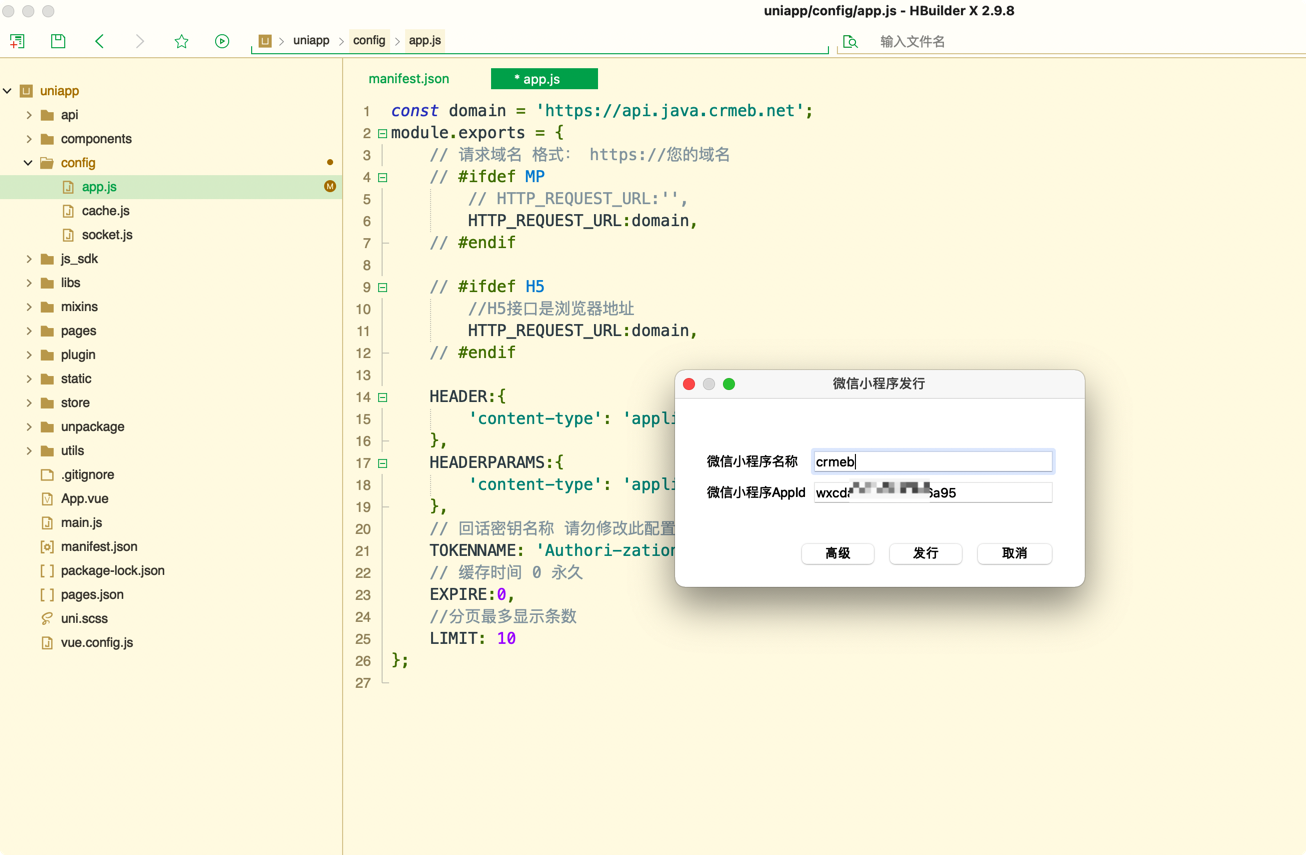 uniapp/config/app.js - HBuilder X 2.9.8
uniapp
config
app.js
输入文件名
uniapp
api
components
config
app.js
M
cache.js
socket.js
js_sdk
libs
mixins
pages
plugin
static
store
unpackage
utils
.gitignore
App.vue
main.js
manifest.json
package-lock.json
pages.json
uni.scss
vue.config.js
manifest.json
* app.js
1 const domain = 'https://api.java.crmeb.net';
2 module.exports = {
3 // 请求域名 格式： https://您的域名
4 // #ifdef MP
5 // HTTP_REQUEST_URL:'',
6 HTTP_REQUEST_URL:domain,
7 // #endif
8
9 // #ifdef H5
10 //H5接口是浏览器地址
11 HTTP_REQUEST_URL:domain,
12 // #endif
13
14 HEADER:{
15 'content-type': 'appli
16 },
17 HEADERPARAMS:{
18 'content-type': 'appli
19 },
20 // 回话密钥名称 请勿修改此配置
21 TOKENNAME: 'Authori-zation
22 // 缓存时间 0 永久
23 EXPIRE:0,
24 //分页最多显示条数
25 LIMIT: 10
26 };
27
微信小程序发行
微信小程序名称 crmeb
微信小程序AppId wxcd a95
高级 发行 取消